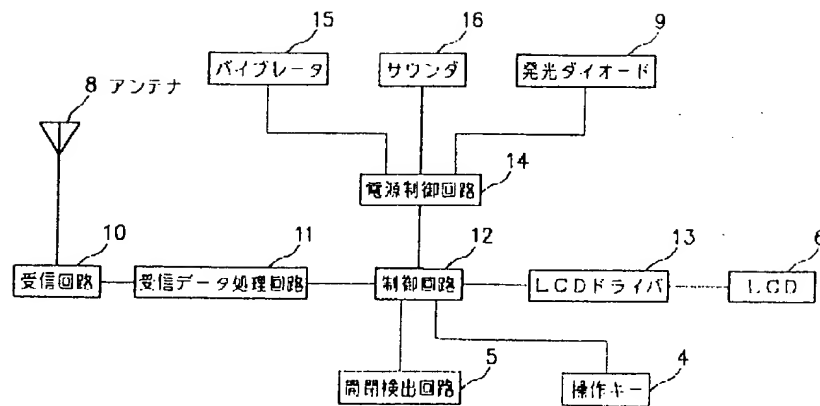 15
16
9
バイブレータ
サウンダ
発光ダイオード
8 アンテナ
電源制御回路
14
10
11
12
13
6
受信回路
受信データ処理回路
制御回路
LCDドライバ
LCD
開閉検出回路
5
操作キー
4